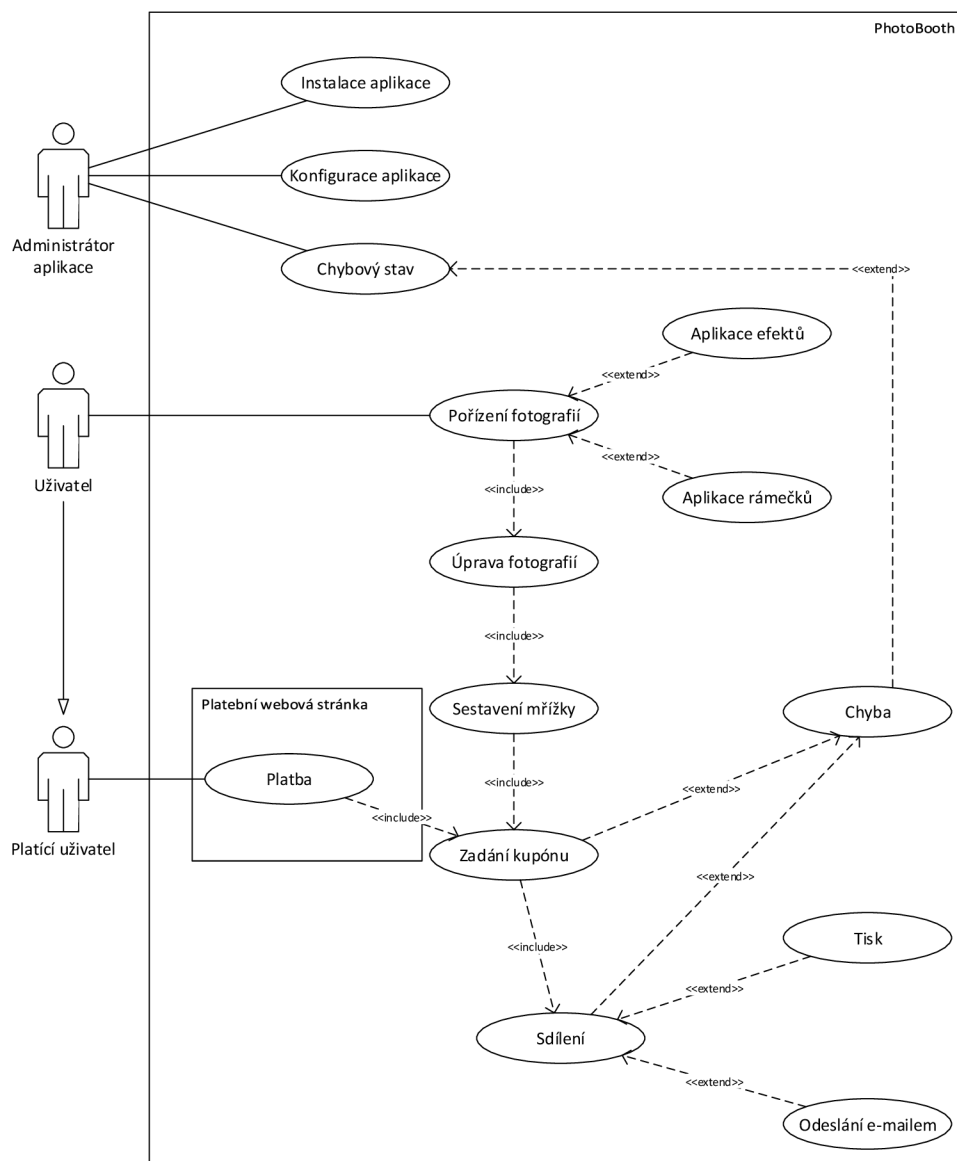 PhotoBooth
Instalace aplikace
Konfigurace aplikace
Administrátor
aplikace
Chybový stav
<<extend>>
Aplikace efektů
<<extend>>
Pořízení fotografií
<<extend>>
Uživatel
<<include>>
Aplikace rámečků
Úprava fotografií
<<include>>
Platební webová stránka
Sestavení mřížky
Chyba
Platba
<<include>>
<<extend>>
<<include>>
Platící uživatel
Zadání kupónu
<<extend>>
Tisk
<<include>>
<<extend>>
Sdílení
<<extend>>
Odeslání e-mailem